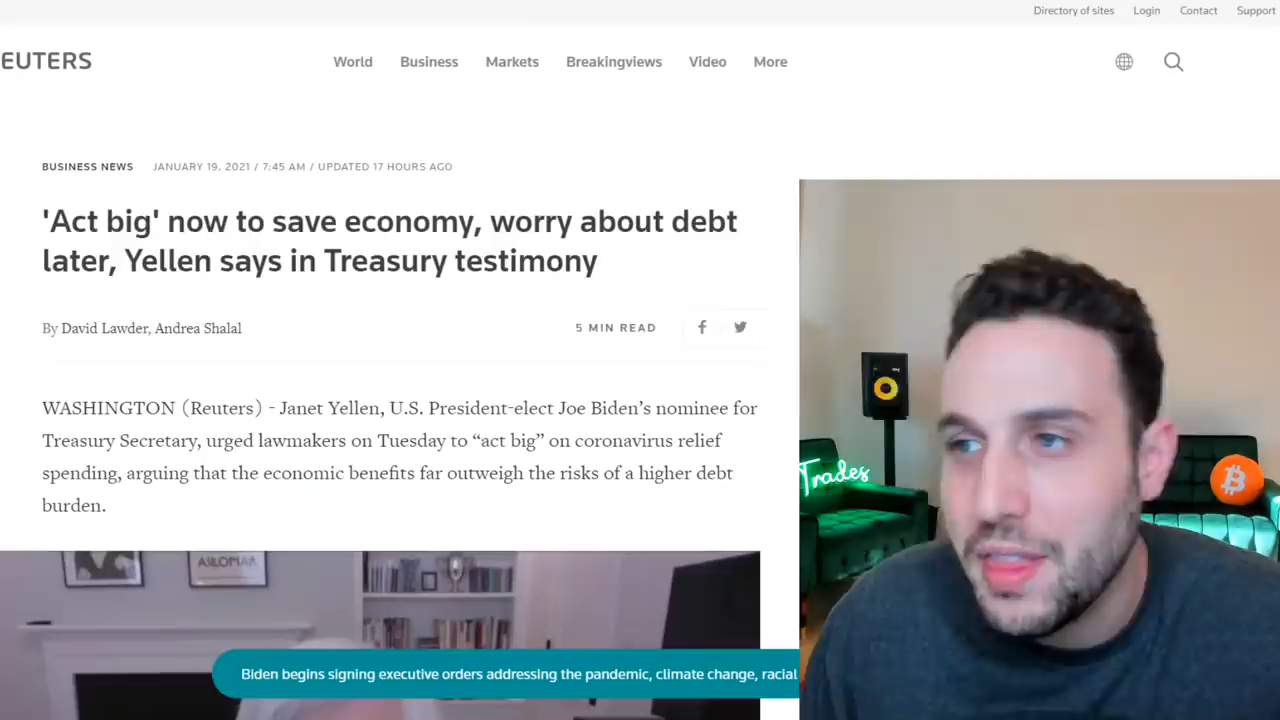 Directory of sites Login Contact Support
EUTERS World Business Markets Breakingviews Video More
BUSINESS NEWS JANUARY 19, 2021 / 7:45 AM / UPDATED 17 HOURS AGO
'Act big' now to save economy, worry about debt
later, Yellen says in Treasury testimony
By David Lawder, Andrea Shalal 5 MIN READ
WASHINGTON (Reuters) - Janet Yellen, U.S. President-elect Joe Biden’s nominee for
Treasury Secretary, urged lawmakers on Tuesday to “act big” on coronavirus relief
spending, arguing that the economic benefits far outweigh the risks of a higher debt
burden.
Trades
ASILOMAR
Biden begins signing executive orders addressing the pandemic, climate change, racial